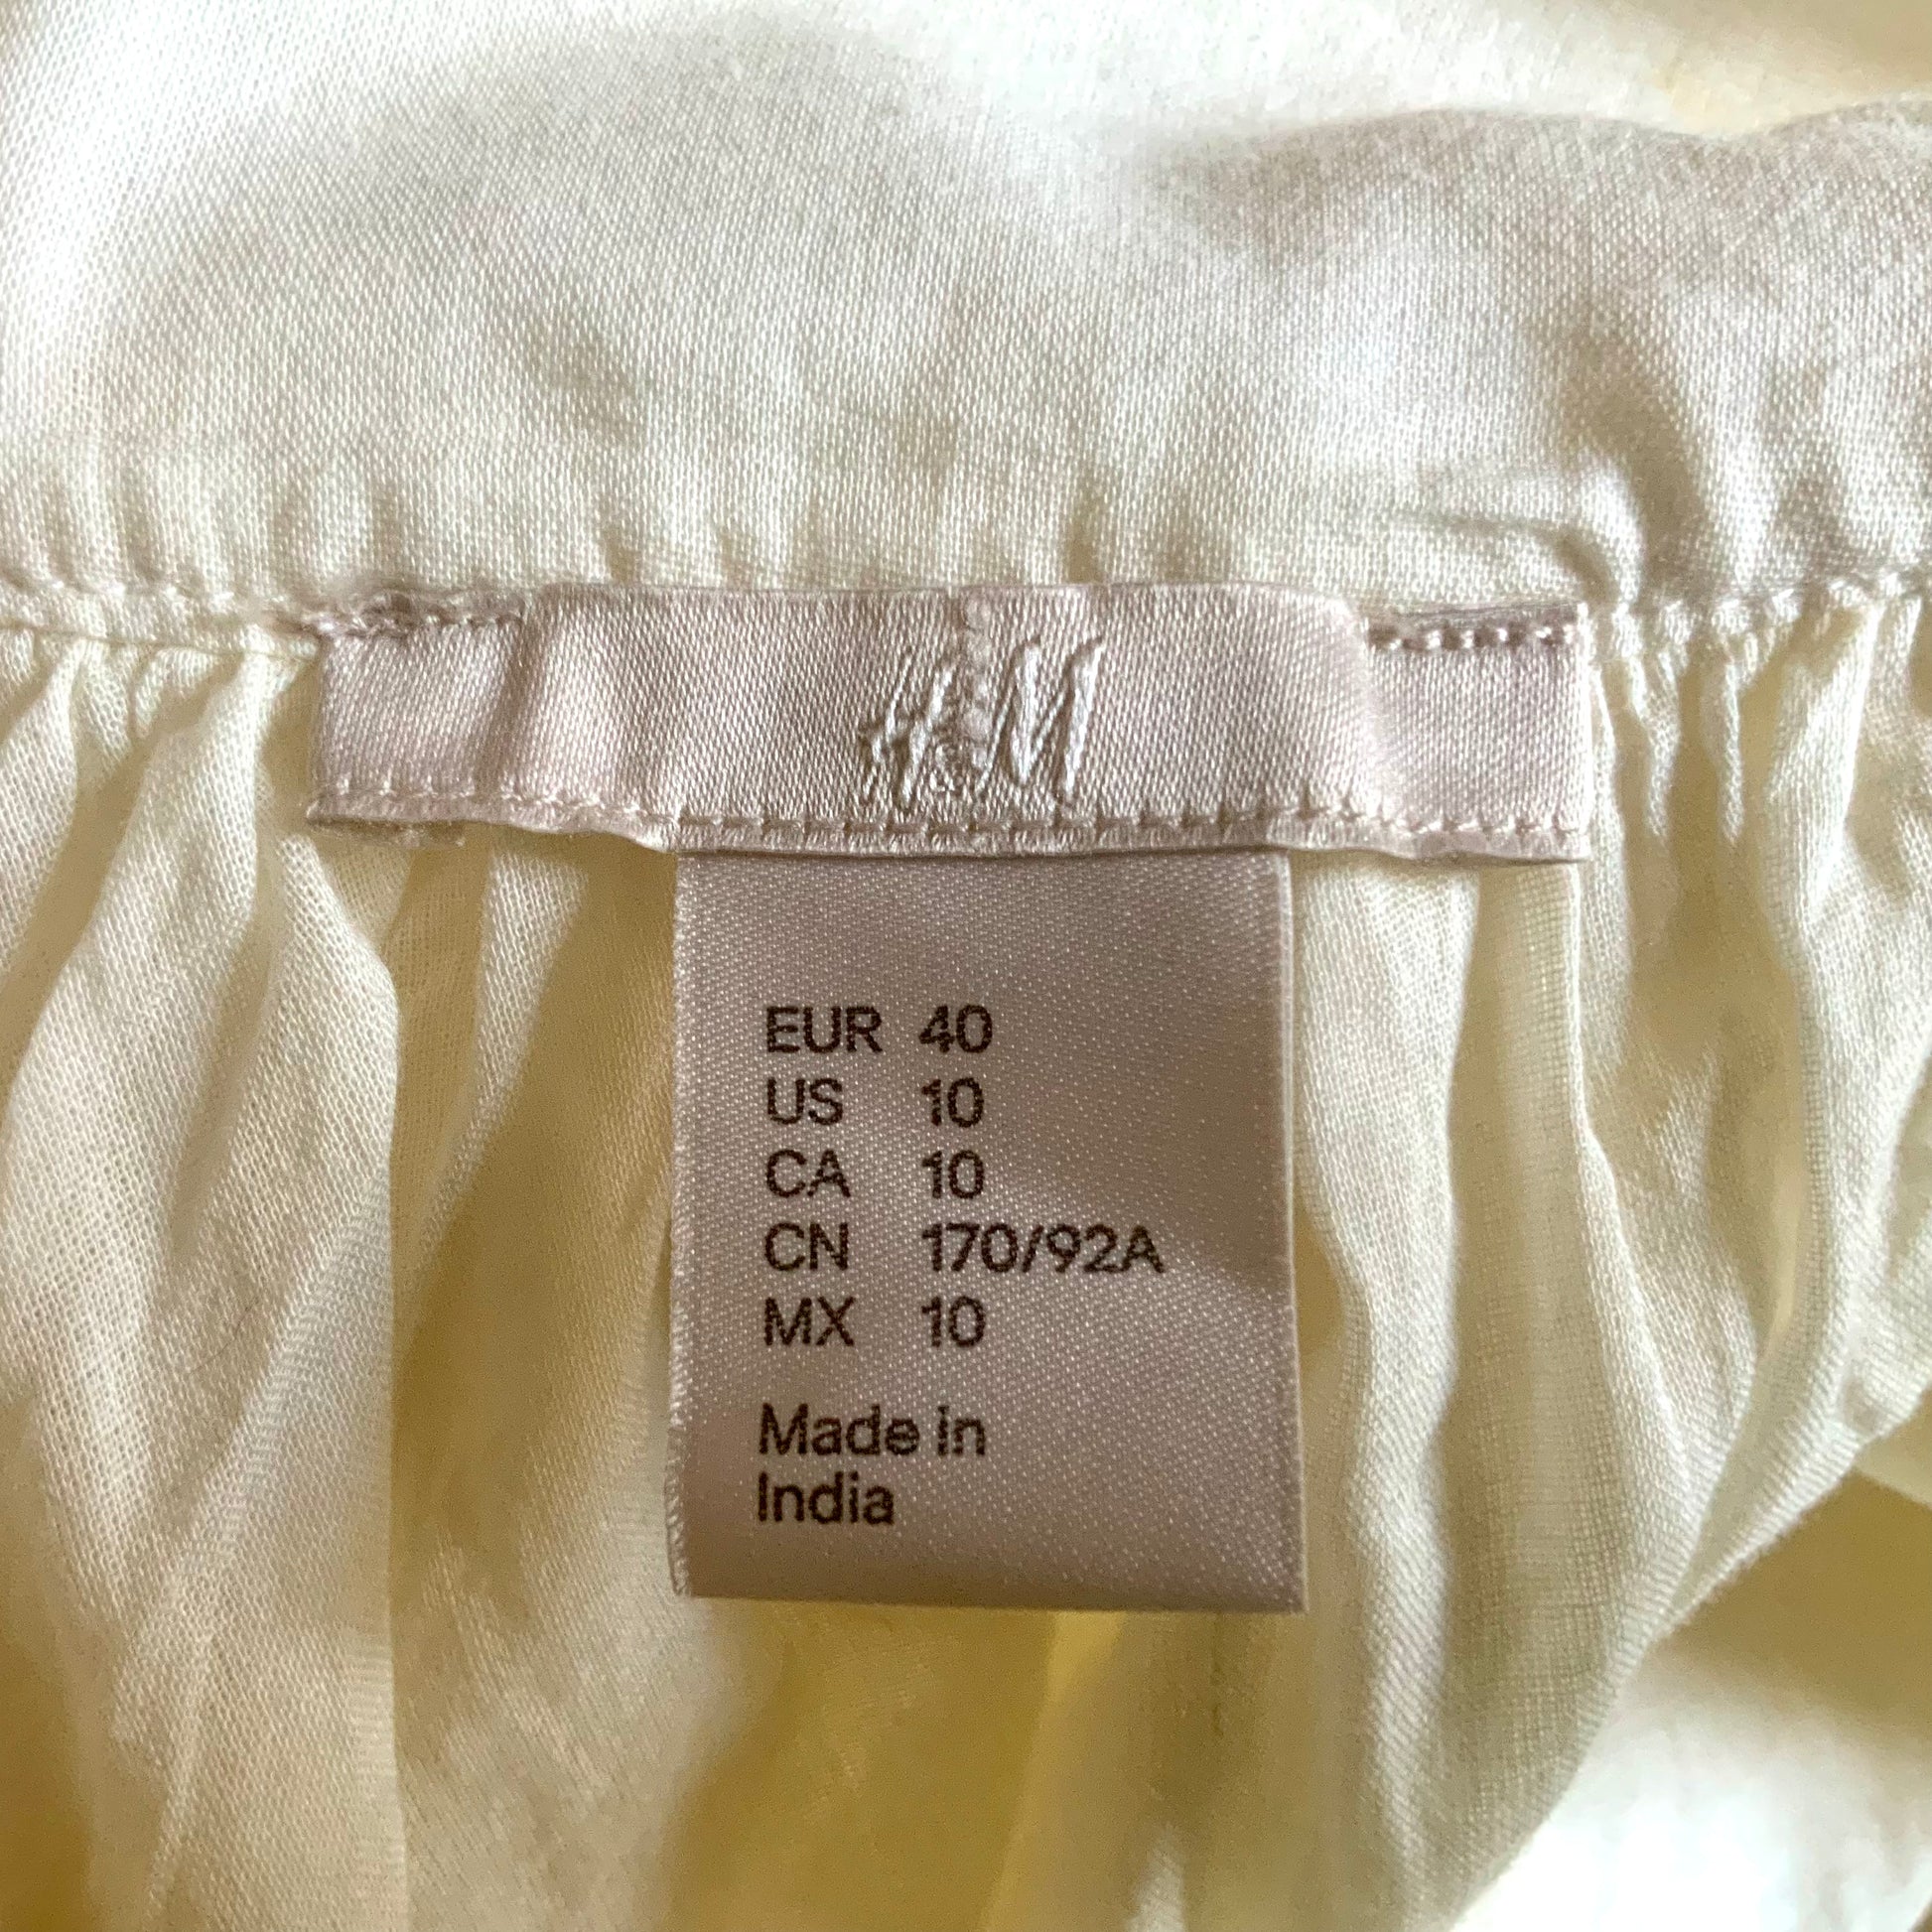 H&M
EUR 40
US 10
CA 10
CN 170/92A
MX 10
Made in
India